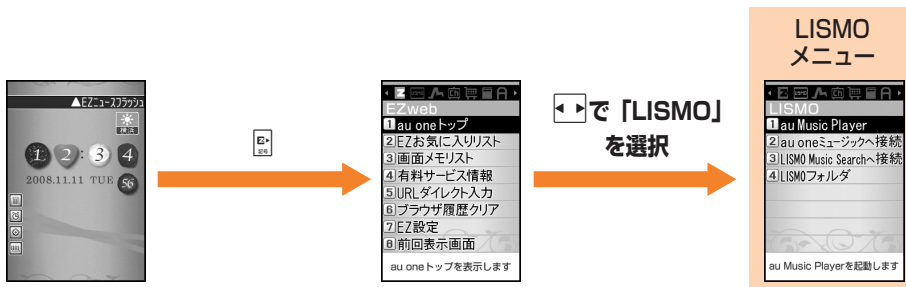 LISMO
メニュー
▲EZニュースフラッシュ
横浜
12:34
2008.11.11 TUE 56
記号
EZweb
1 au oneトップ
2 EZお気に入りリスト
3 画面メモリスト
4 有料サービス情報
5 URLダイレクト入力
6 ブラウザ履歴クリア
7 EZ設定
8 前回表示画面
au oneトップを表示します
で「LISMO」
を選択
LISMO
1 au Music Player
2 au oneミュージックへ接続
3 LISMO Music Searchへ接続
4 LISMOフォルダ
au Music Playerを起動します